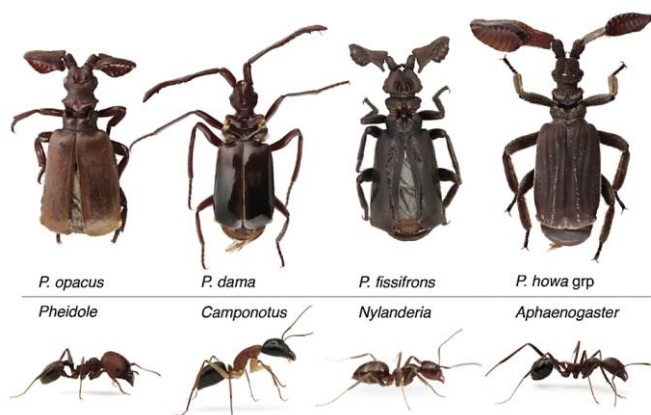 P. opacus P. dama P. fissifrons P. howa grp
Pheidole Camponotus Nylanderia Aphaenogaster